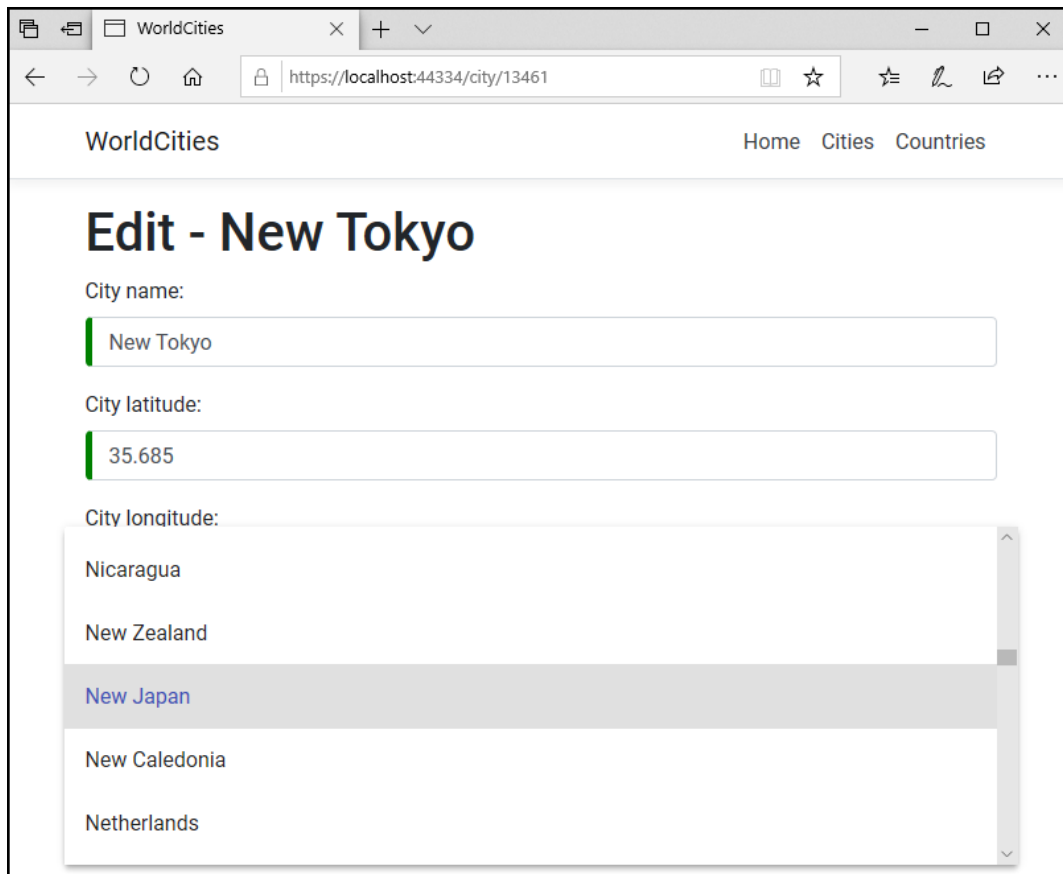 WorldCities
https://localhost:44334/city/13461
WorldCities Home Cities Countries
Edit - New Tokyo
City name:
New Tokyo
City latitude:
35.685
City longitude:
Nicaragua
New Zealand
New Japan
New Caledonia
Netherlands